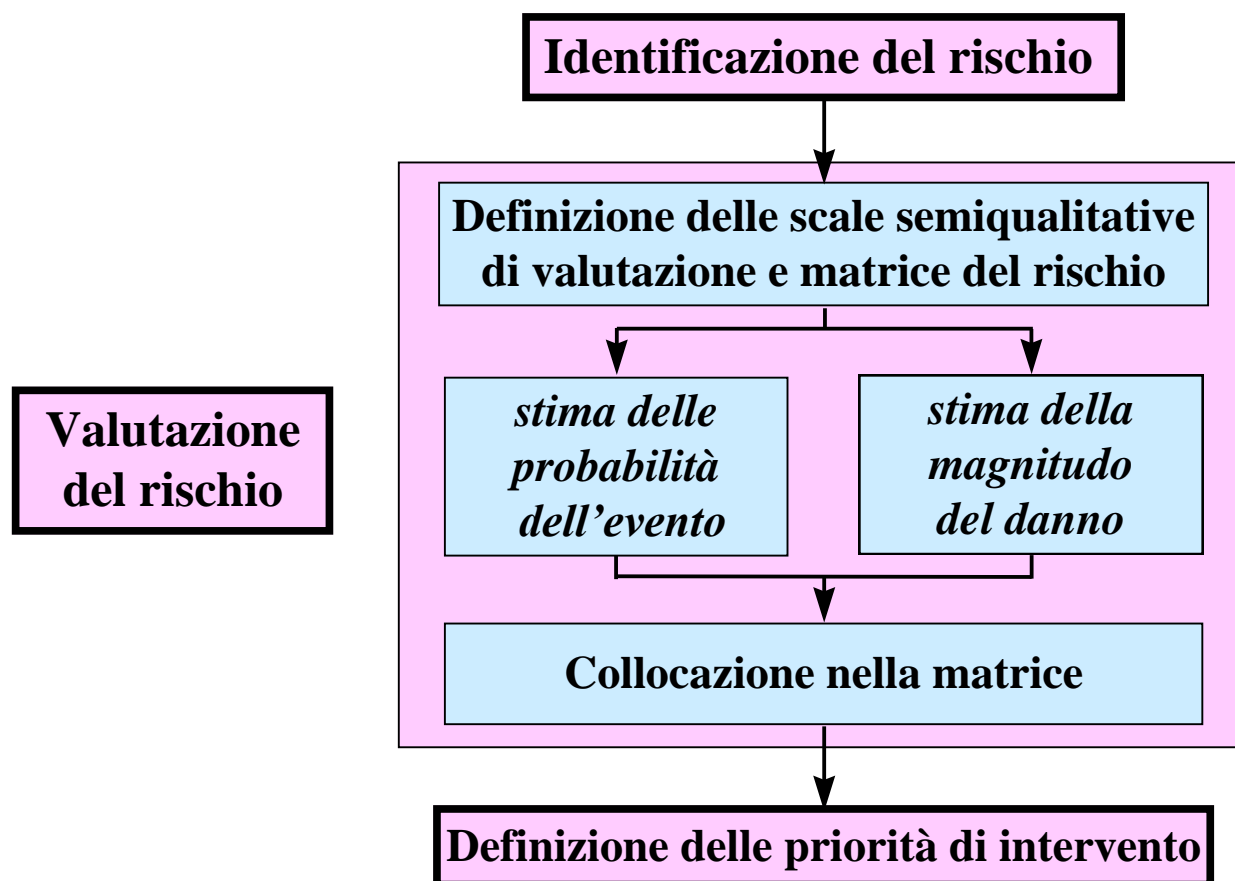 Identificazione del rischio
Definizione delle scale semiqualitative
di valutazione e matrice del rischio
Valutazione
del rischio
stima delle
probabilità
dell’evento
stima della
magnitudo
del danno
Collocazione nella matrice
Definizione delle priorità di intervento